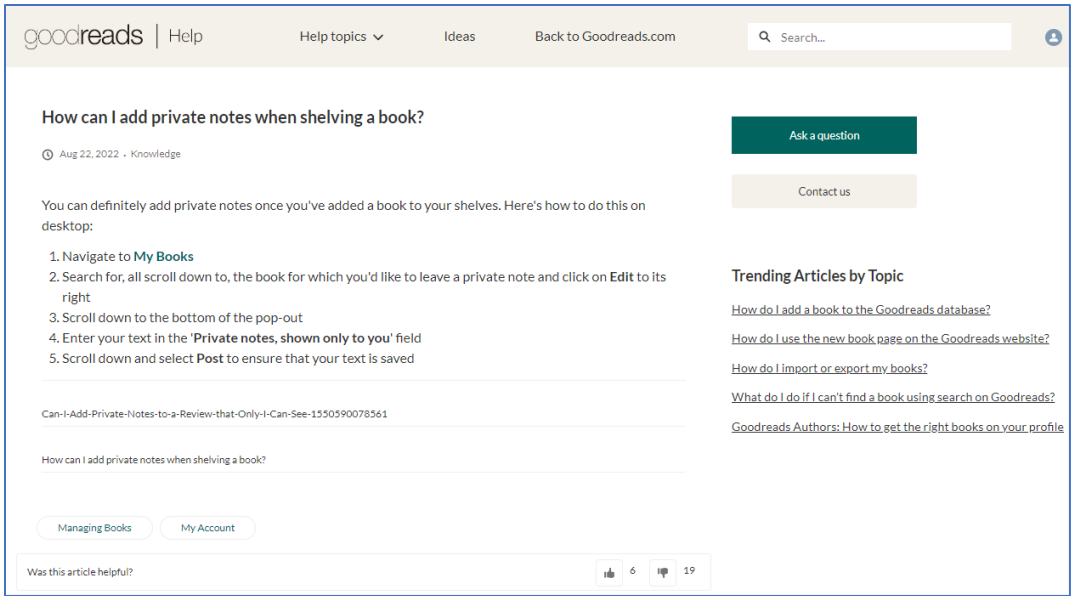 goodreads | Help
Help topics
Ideas
Back to Goodreads.com
Search...
How can I add private notes when shelving a book?
Aug 22, 2022 • Knowledge
You can definitely add private notes once you've added a book to your shelves. Here's how to do this on
desktop:
1. Navigate to My Books
2. Search for, all scroll down to, the book for which you'd like to leave a private note and click on Edit to its
right
3. Scroll down to the bottom of the pop-out
4. Enter your text in the 'Private notes, shown only to you' field
5. Scroll down and select Post to ensure that your text is saved
Can-I-Add-Private-Notes-to-a-Review-that-Only-I-Can-See-1550590078561
How can I add private notes when shelving a book?
Managing Books
My Account
Was this article helpful?
6
19
Ask a question
Contact us
Trending Articles by Topic
How do I add a book to the Goodreads database?
How do I use the new book page on the Goodreads website?
How do I import or export my books?
What do I do if I can't find a book using search on Goodreads?
Goodreads Authors: How to get the right books on your profile